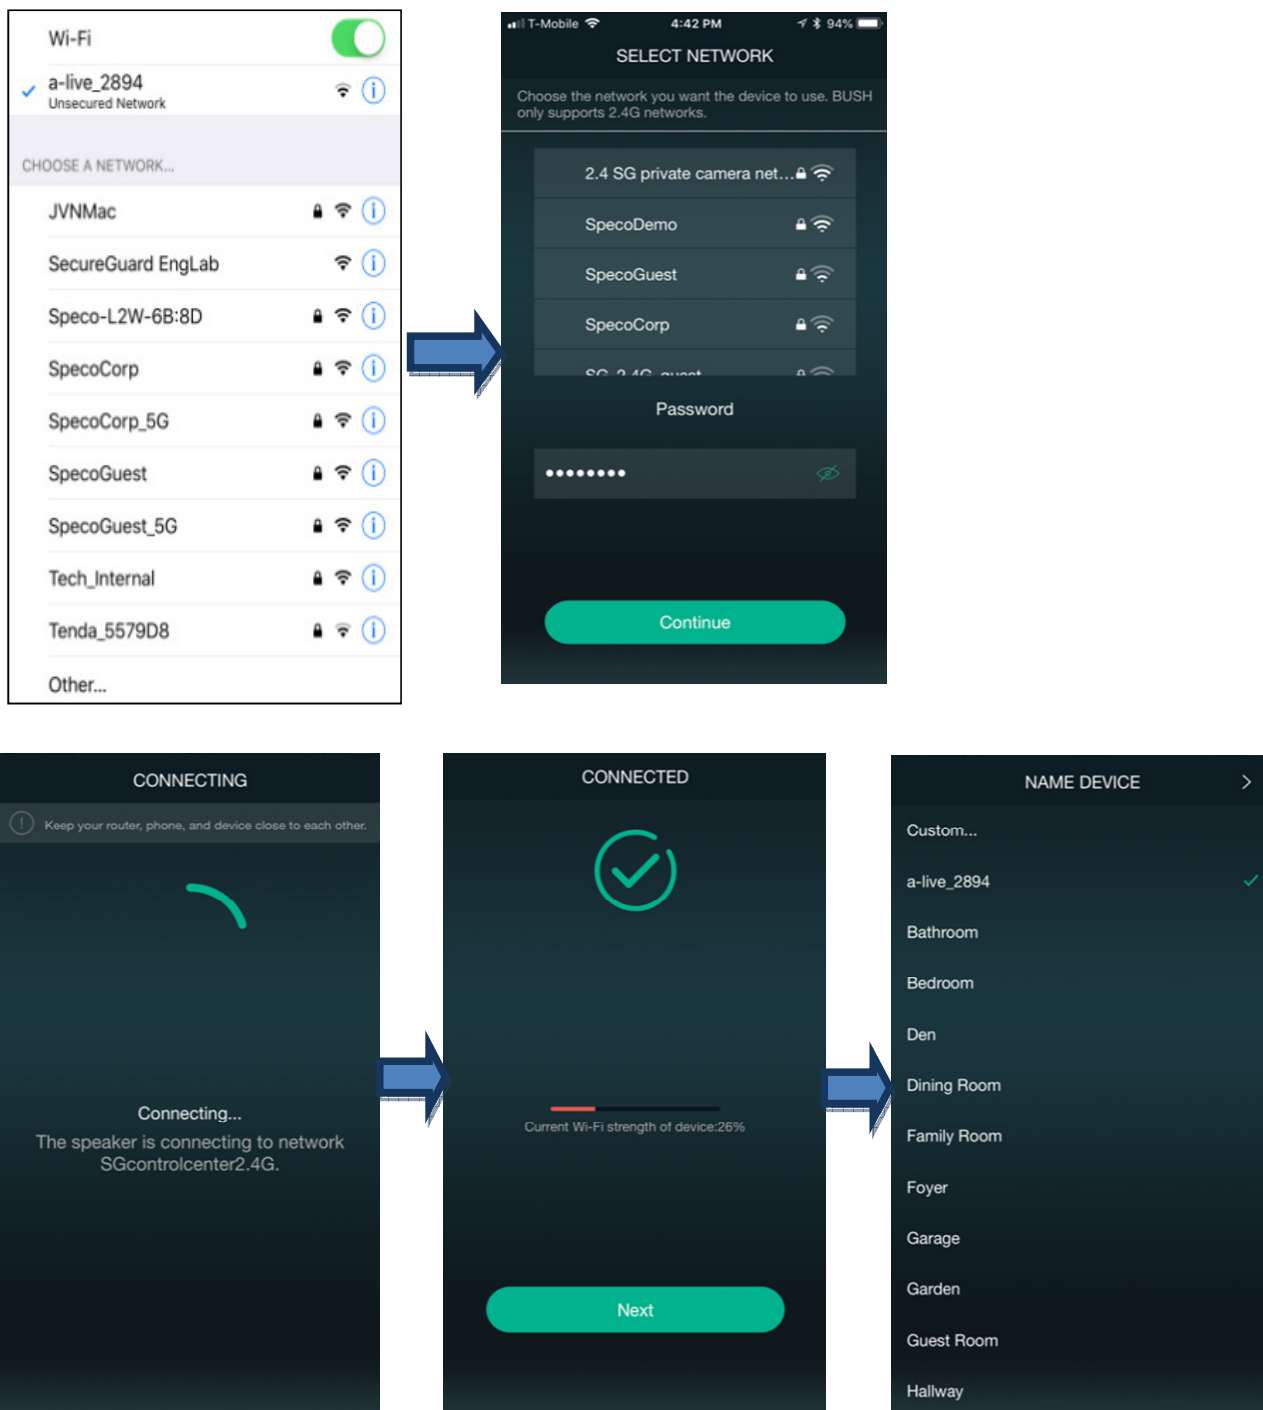 Wi-Fi
a-live_2894
Unsecured Network
CHOOSE A NETWORK...
JVNMac
SecureGuard EngLab
Speco-L2W-6B:8D
SpecoCorp
SpecoCorp_5G
SpecoGuest
SpecoGuest_5G
Tech_Internal
Tenda_5579D8
Other...
T-Mobile 4:42 PM 94%
SELECT NETWORK
Choose the network you want the device to use. BUSH
only supports 2.4G networks.
2.4 SG private camera net...
SpecoDemo
SpecoGuest
SpecoCorp
SG_2.4G_guest
Password
Continue
CONNECTING
Keep your router, phone, and device close to each other.
Connecting...
The speaker is connecting to network
SGcontrolcenter2.4G.
CONNECTED
Current Wi-Fi strength of device:26%
Next
NAME DEVICE
Custom...
a-live_2894
Bathroom
Bedroom
Den
Dining Room
Family Room
Foyer
Garage
Garden
Guest Room
Hallway